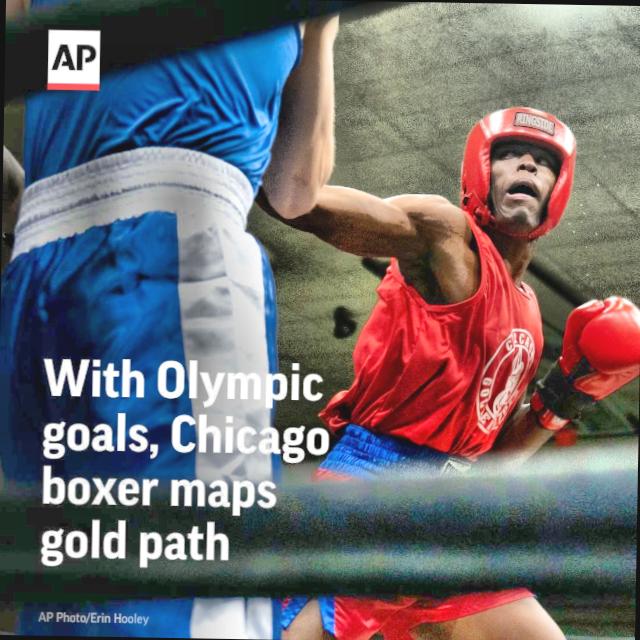 AP
RINGSIDE
With Olympic
goals, Chicago
boxer maps
gold path
AP Photo/Erin Hooley